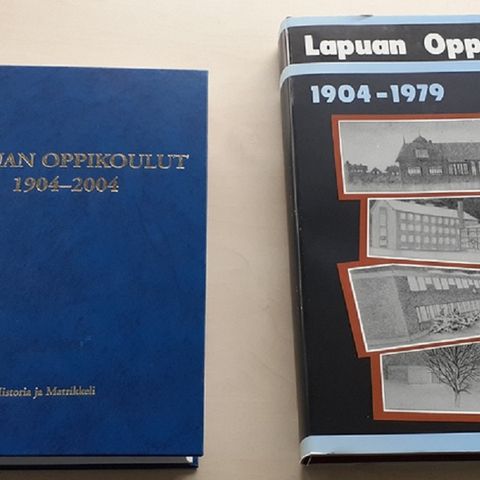 UAN OPPIKOULUT
1904–2004
Historia ja Matrikkeli
Lapuan Opp
1904-1979